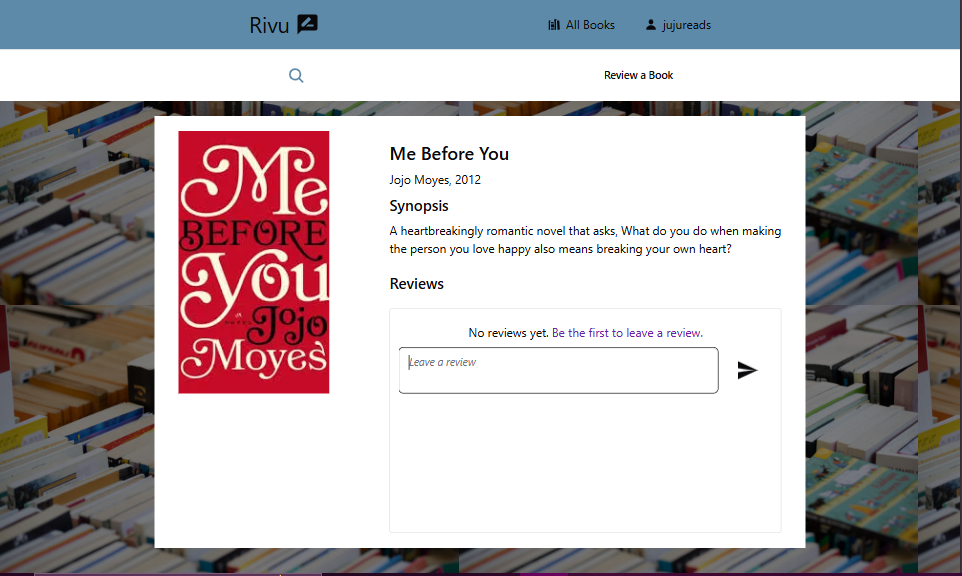 Rivu
All Books
jujureads
Review a Book
Me
BEFORE
You
A NOVEL
Jojo
Moyes
Me Before You
Jojo Moyes, 2012
Synopsis
A heartbreakingly romantic novel that asks, What do you do when making
the person you love happy also means breaking your own heart?
Reviews
No reviews yet. Be the first to leave a review.
Leave a review